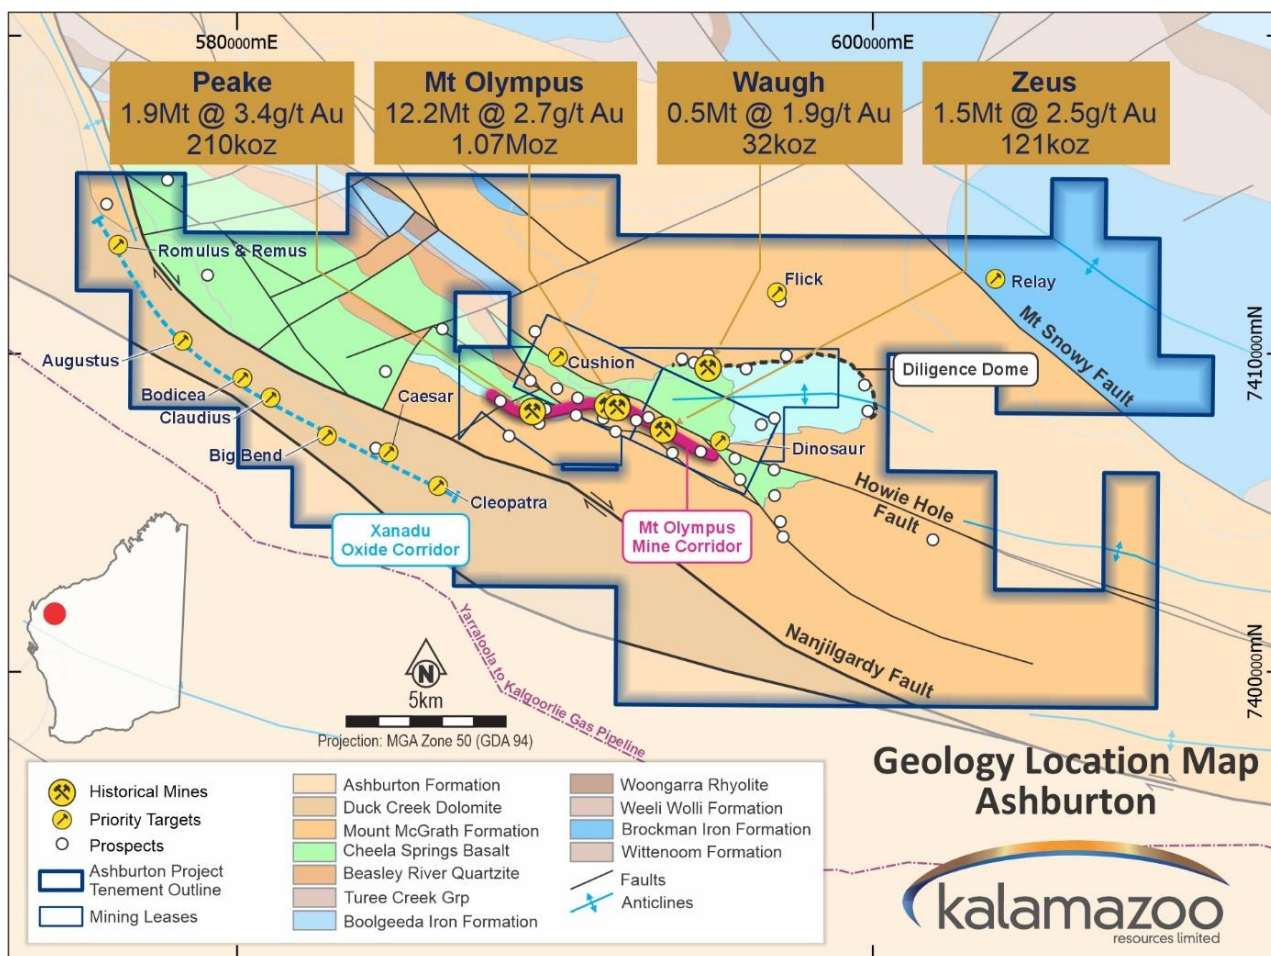 580000mE
600000mE
Peake
1.9Mt @ 3.4g/t Au
210koz
Mt Olympus
12.2Mt @ 2.7g/t Au
1.07Moz
Waugh
0.5Mt @ 1.9g/t Au
32koz
Zeus
1.5Mt @ 2.5g/t Au
121koz
Romulus & Remus
Flick
Relay
Mt Snowy Fault
7410000mN
Augustus
Cushion
Diligence Dome
Bodicea
Claudius
Caesar
Big Bend
Dinosaur
Cleopatra
Howie Hole
Fault
Xanadu
Oxide Corridor
Mt Olympus
Mine Corridor
Yarraloola to Kalgoorlie Gas Pipeline
Nanjilgardy Fault
7400000mN
N
5km
Projection: MGA Zone 50 (GDA 94)
Geology Location Map
Ashburton
Historical Mines
Priority Targets
Prospects
Ashburton Project
Tenement Outline
Mining Leases
Ashburton Formation
Duck Creek Dolomite
Mount McGrath Formation
Cheela Springs Basalt
Beasley River Quartzite
Turee Creek Grp
Boolgeeda Iron Formation
Woongarra Rhyolite
Weeli Wolli Formation
Brockman Iron Formation
Wittenoom Formation
Faults
Anticlines
kalamazoo
resources limited